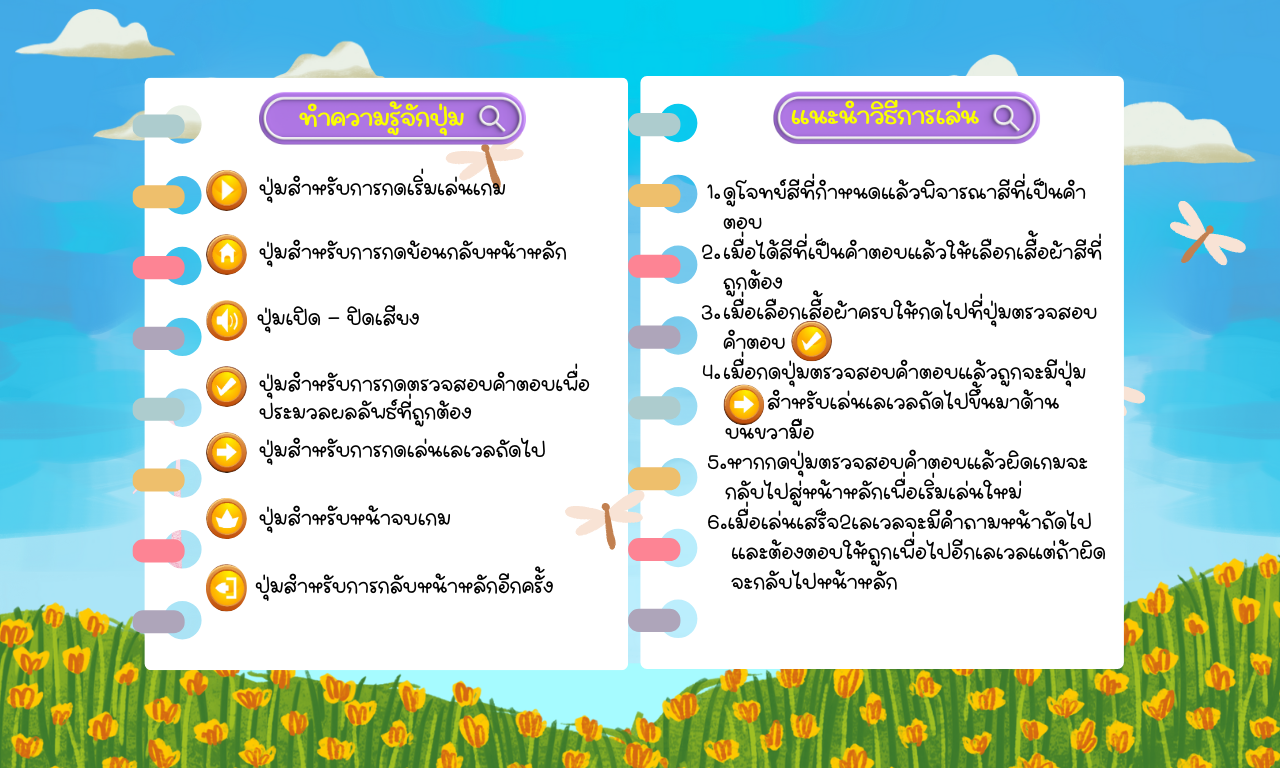 ทำความรู้จักปุ่ม
ปุ่มสำหรับการกดเริ่มเล่นเกม
ปุ่มสำหรับการกดย้อนกลับหน้าหลัก
ปุ่มเปิด - ปิดเสียง
ปุ่มสำหรับการกดตรวจสอบคำตอบเพื่อ
ประมวลผลลัพธ์ที่ถูกต้อง
ปุ่มสำหรับการกดเล่นเลเวลถัดไป
ปุ่มสำหรับหน้าจบเกม
ปุ่มสำหรับการกลับหน้าหลักอีกครั้ง
แนะนำวิธีการเล่น
1.ดูโจทย์สีที่กำหนดแล้วพิจารณาสีที่เป็นคำ
ตอบ
2.เมื่อได้สีที่เป็นคำตอบแล้วให้เลือกเสื้อผ้าสีที่
ถูกต้อง
3.เมื่อเลือกเสื้อผ้าครบให้กดไปที่ปุ่มตรวจสอบ
คำตอบ
4.เมื่อกดปุ่มตรวจสอบคำตอบแล้วถูกจะมีปุ่ม
สำหรับเล่นเลเวลถัดไปขึ้นมาด้าน
บนขวามือ
5.หากกดปุ่มตรวจสอบคำตอบแล้วผิดเกมจะ
กลับไปสู่หน้าหลักเพื่อเริ่มเล่นใหม่
6.เมื่อเล่นเสร็จ2เลเวลจะมีคำถามหน้าถัดไป
และต้องตอบให้ถูกเพื่อไปอีกเลเวลแต่ถ้าผิด
จะกลับไปหน้าหลัก